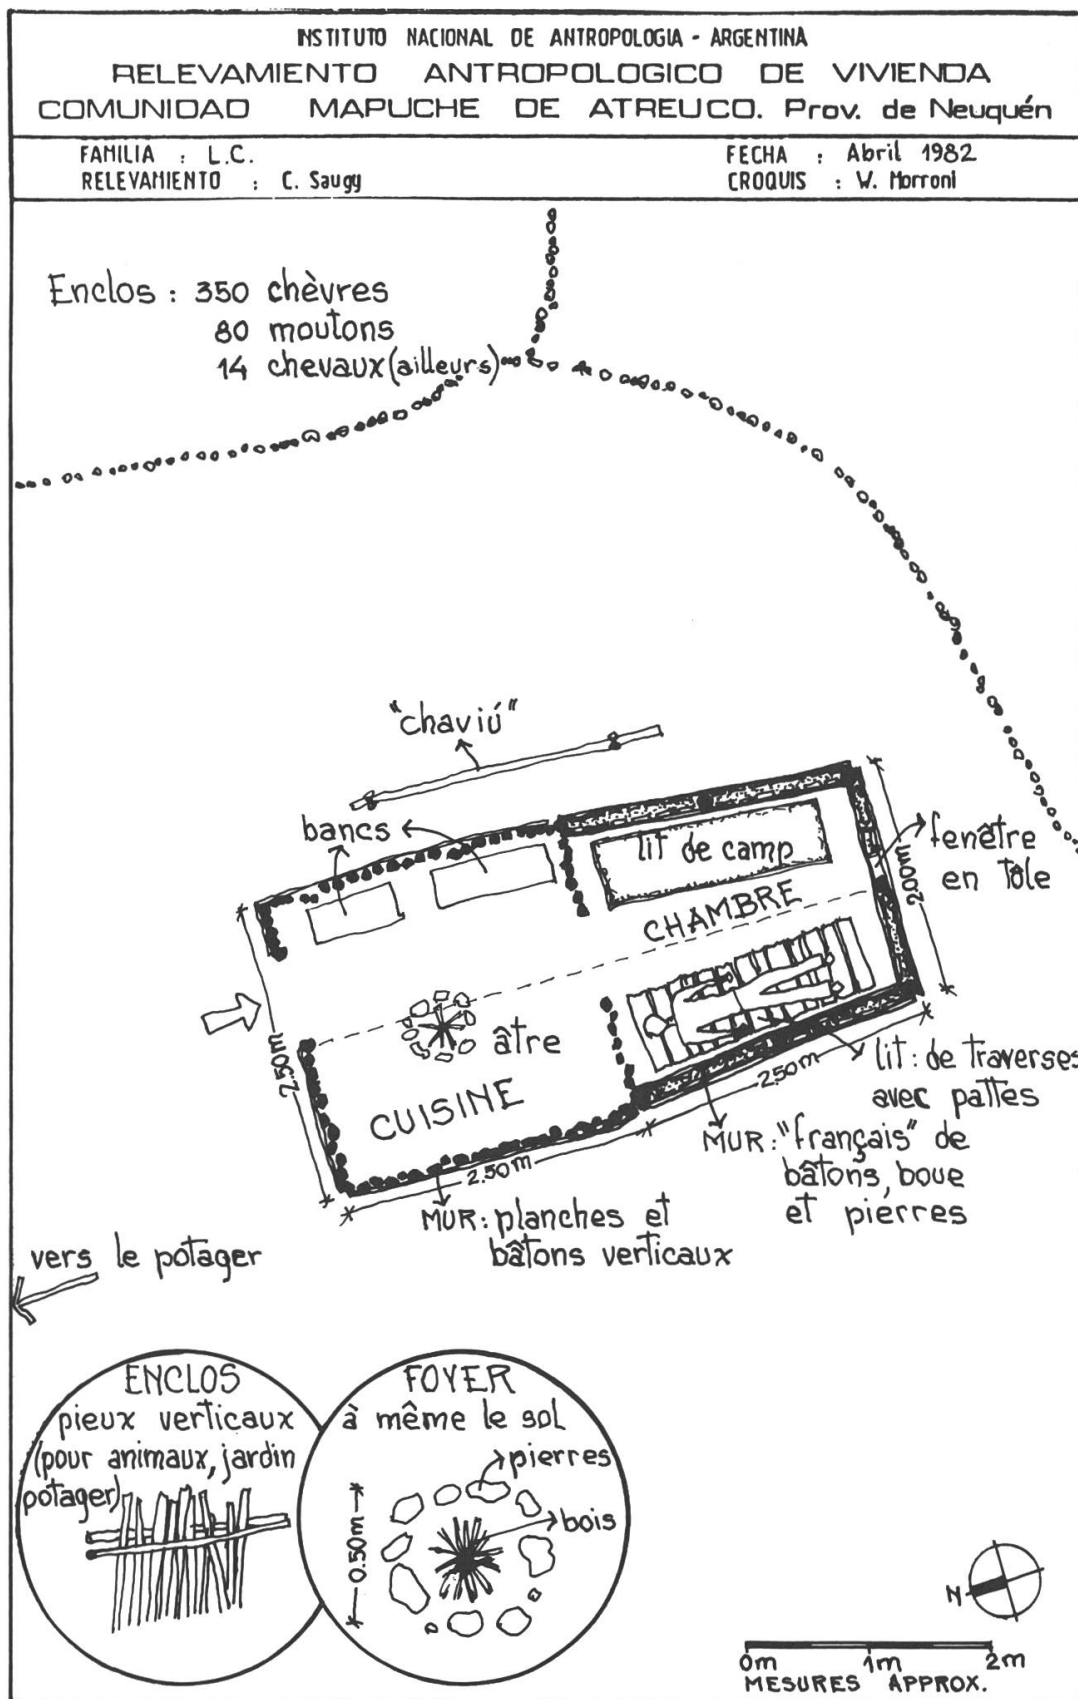 INSTITUTO NACIONAL DE ANTROPOLOGIA - ARGENTINA
RELEVAMIENTO ANTROPOLOGICO DE VIVIENDA
COMUNIDAD MAPUCHE DE ATREUCO. Prov. de Neuquén
FAMILIA : L.C.
RELEVAMIENTO : C. Saugy
FECHA : Abril 1982
CROQUIS : W. Morroni
Enclos : 350 chèvres
80 moutons
14 chevaux (ailleurs)
"chaviú"
bancs
lit de camp
fenêtre
en tôle
2.00m
CHAMBRE
âtre
CUISINE
2.50m
2.50m
2.50m
lit : de traverses
avec pattes
MUR : "français" de
bâtons, boue
et pierres
MUR : planches et
bâtons verticaux
vers le potager
ENCLOS
pieux verticaux
(pour animaux, jardin
potager)
FOYER
à même le sol
pierres
bois
0.50m
N
0m 1m 2m
MESURES APPROX.